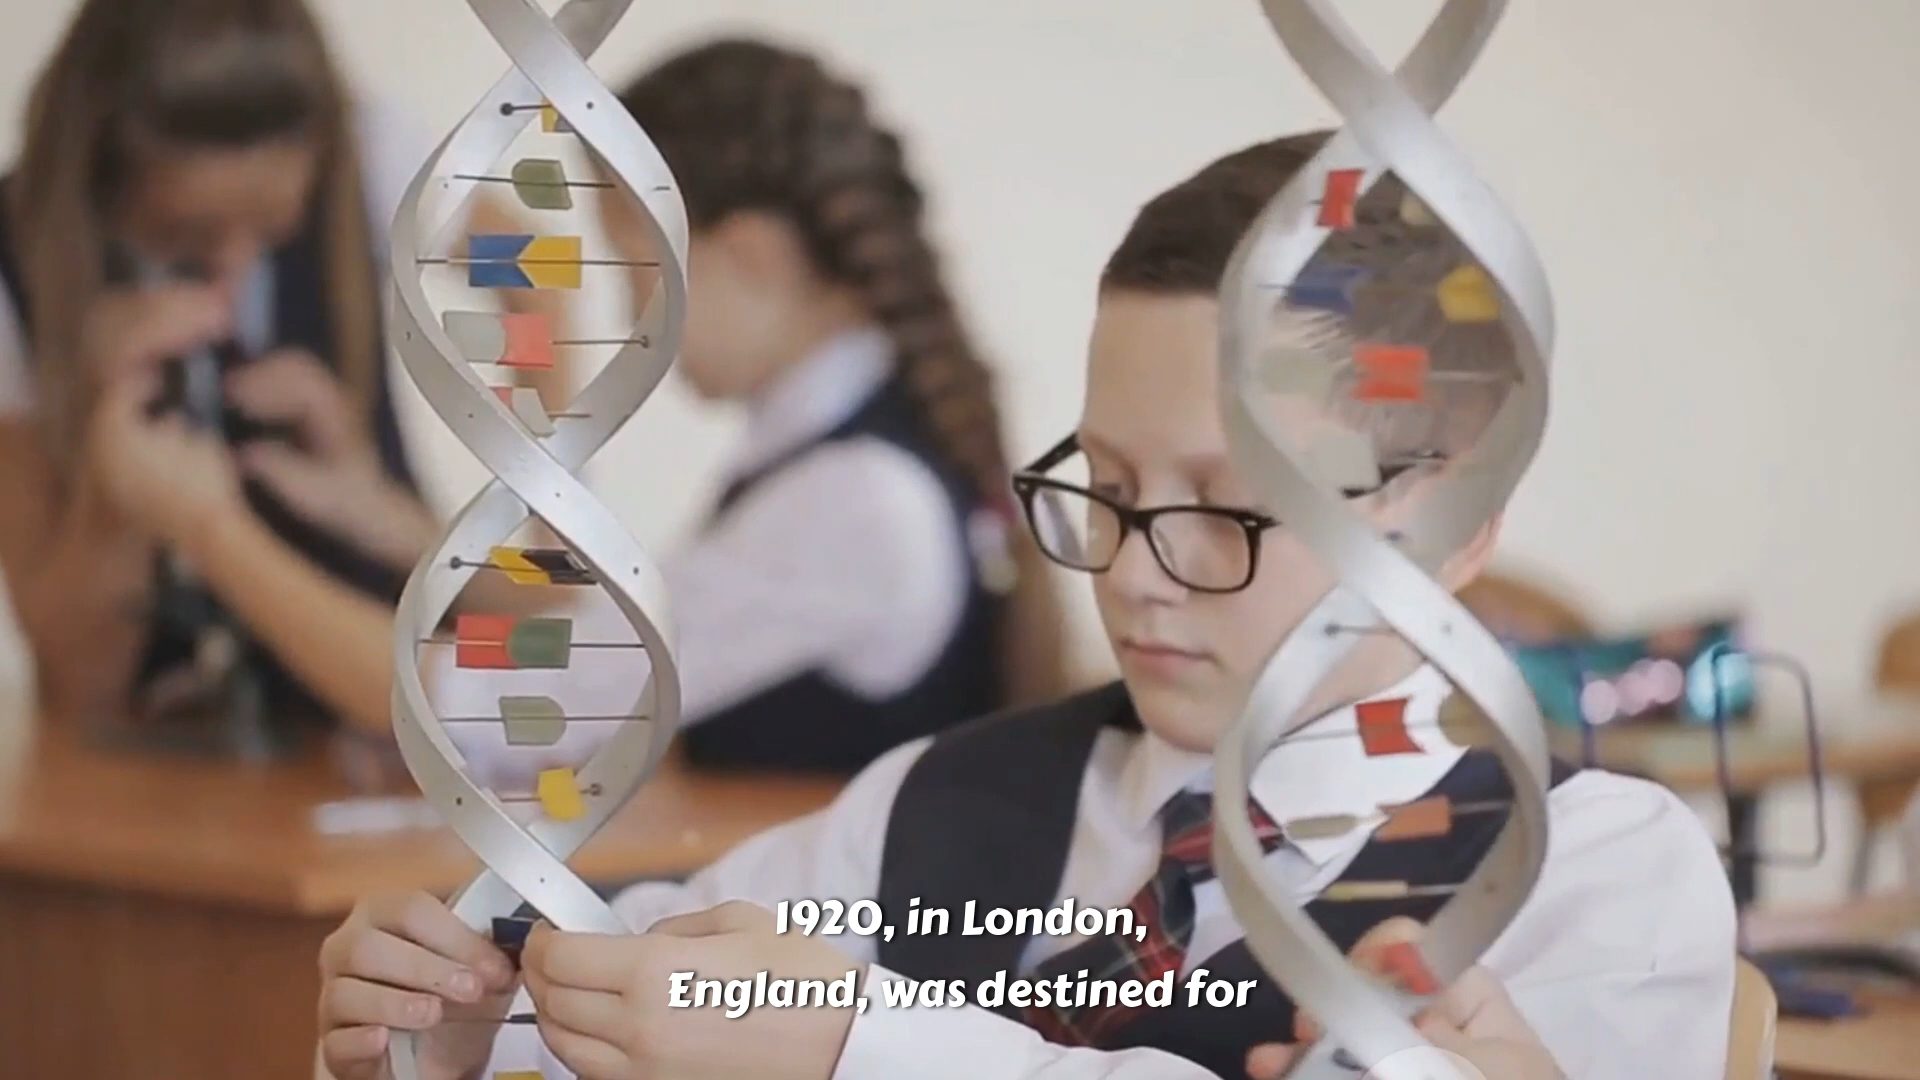 1920, in London,
England, was destined for